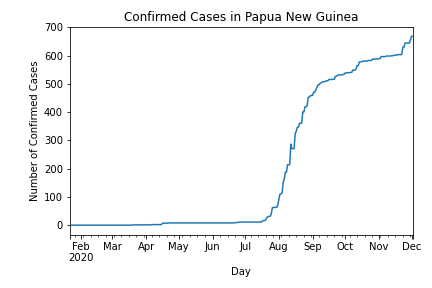 Confirmed Cases in Papua New Guinea
Number of Confirmed Cases
700
600
500
400
300
200
100
0
Feb Mar Apr May Jun Jul Aug Sep Oct Nov Dec
2020
Day